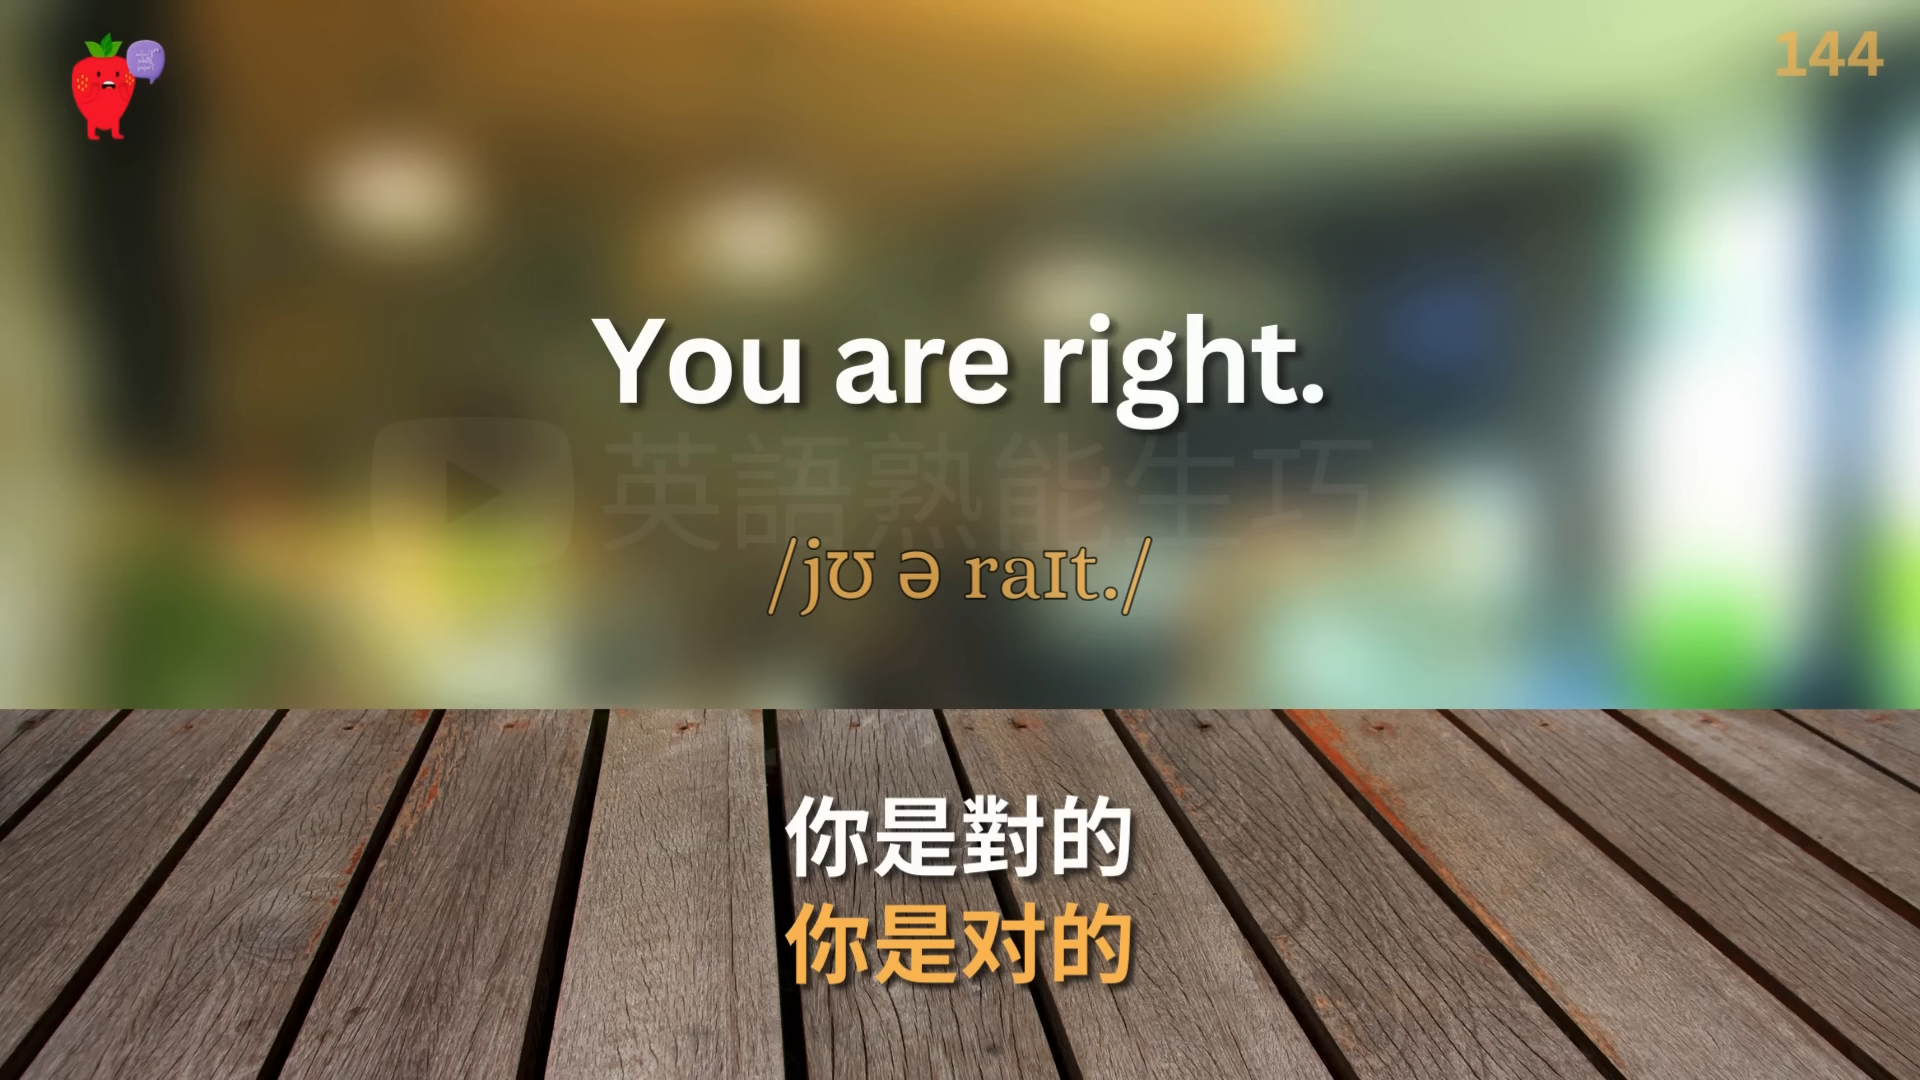 144
You are right.
英語熟能生巧
/jʊ ə raɪt./
你是對的
你是对的